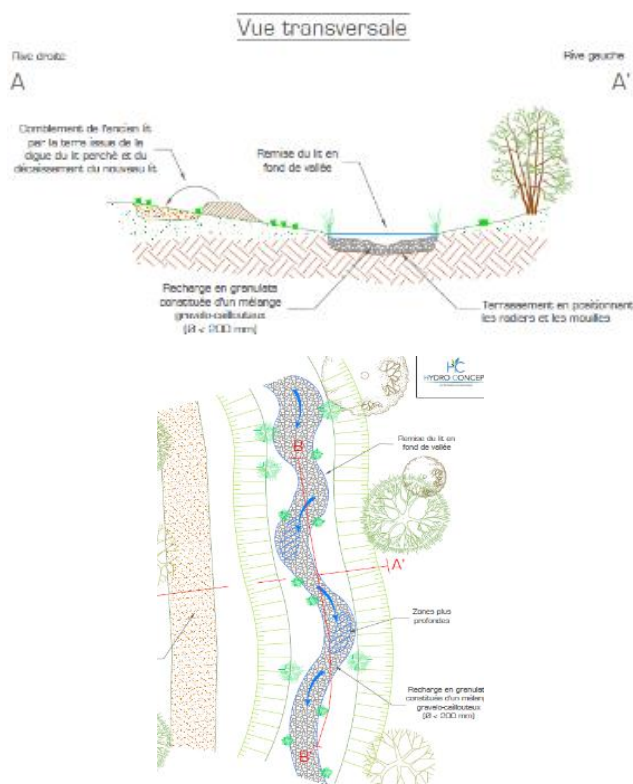 Vue transversale
Rive droite
Rive gauche
A
A'
Comblement de l'ancien lit
par la terre issue de la
digue du lit perché et du
décaissement du nouveau lit
Remise du lit en
fond de vallée
Recharge en granulats
constituée d'un mélange
gravelo-caillouteux
(Ø < 200 mm)
Terrassement en positionnant
les radiers et les mouilles
HYDRO CONCEP
Remise du lit en
fond de vallée
B
A'
Zones plus
profondes
Recharge en granulat
constituée d'un mélange
gravelo-caillouteux
(Ø < 200 mm)
B'